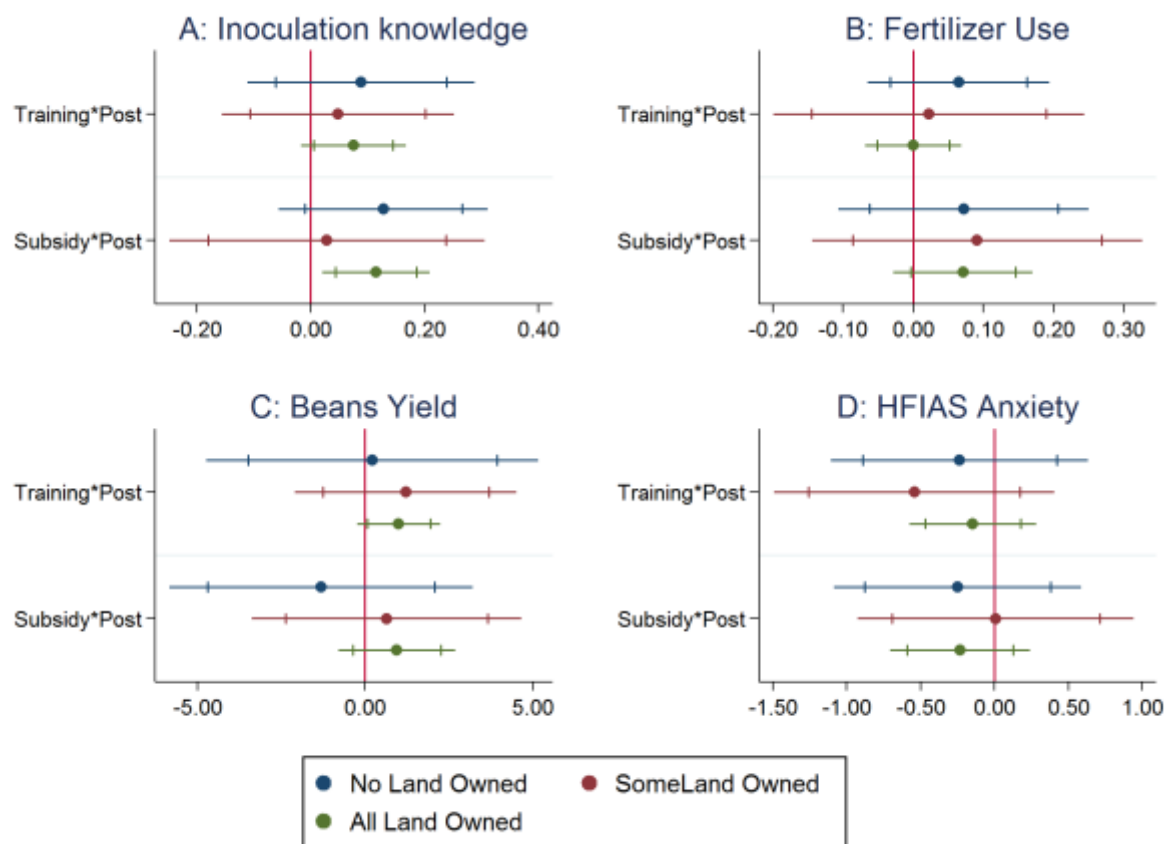 A: Inoculation knowledge
Training*Post
Subsidy*Post
-0.20 0.00 0.20 0.40
B: Fertilizer Use
Training*Post
Subsidy*Post
-0.20 -0.10 0.00 0.10 0.20 0.30
C: Beans Yield
Training*Post
Subsidy*Post
-5.00 0.00 5.00
D: HFIAS Anxiety
Training*Post
Subsidy*Post
-1.50 -1.00 -0.50 0.00 0.50 1.00
No Land Owned SomeLand Owned
All Land Owned